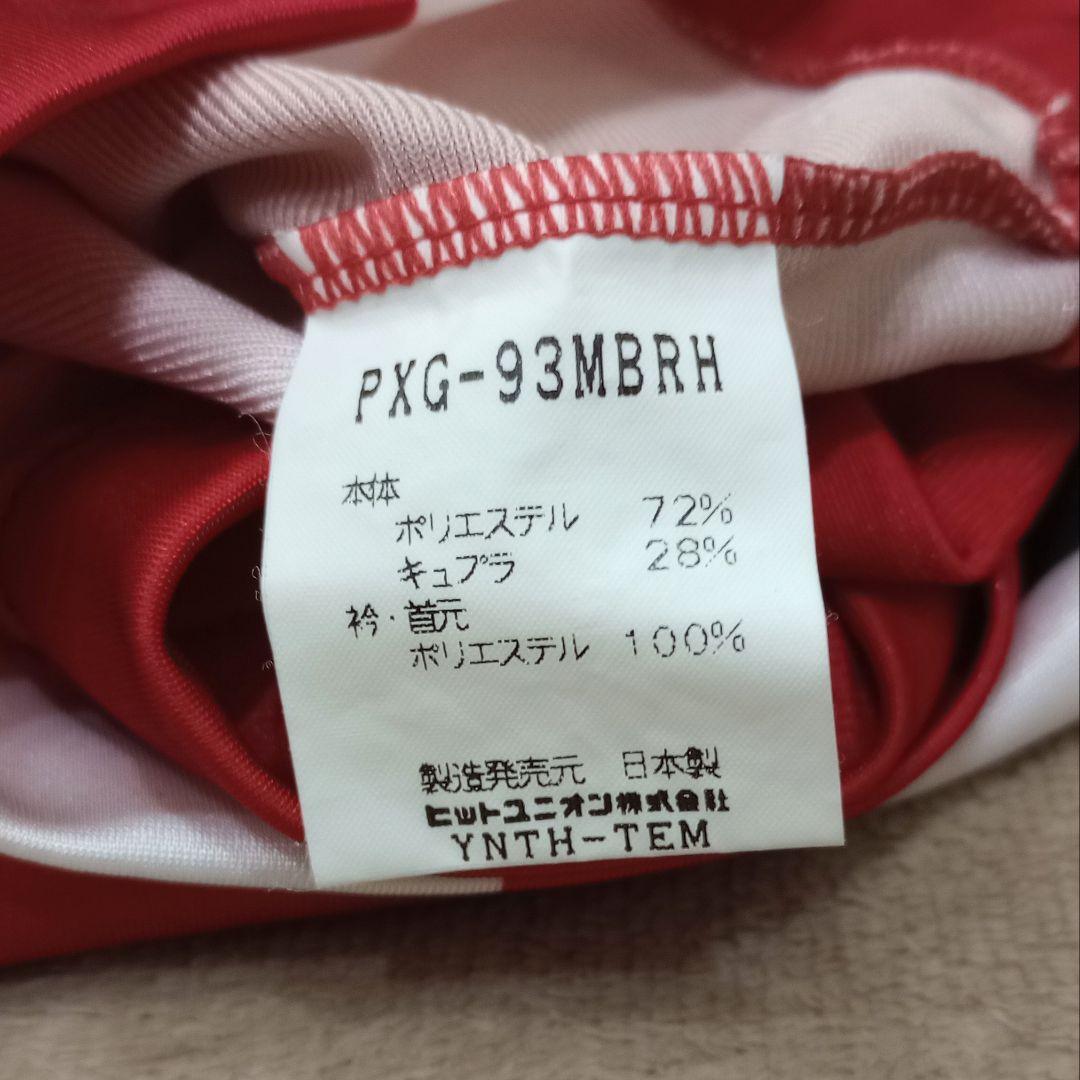 PXG-93MBRH
本体
ポリエステル 72%
キュプラ 28%
衿・首元
ポリエステル 100%
製造発売元 日本製
ヒットユニオン株式会社
YNTH-TEM